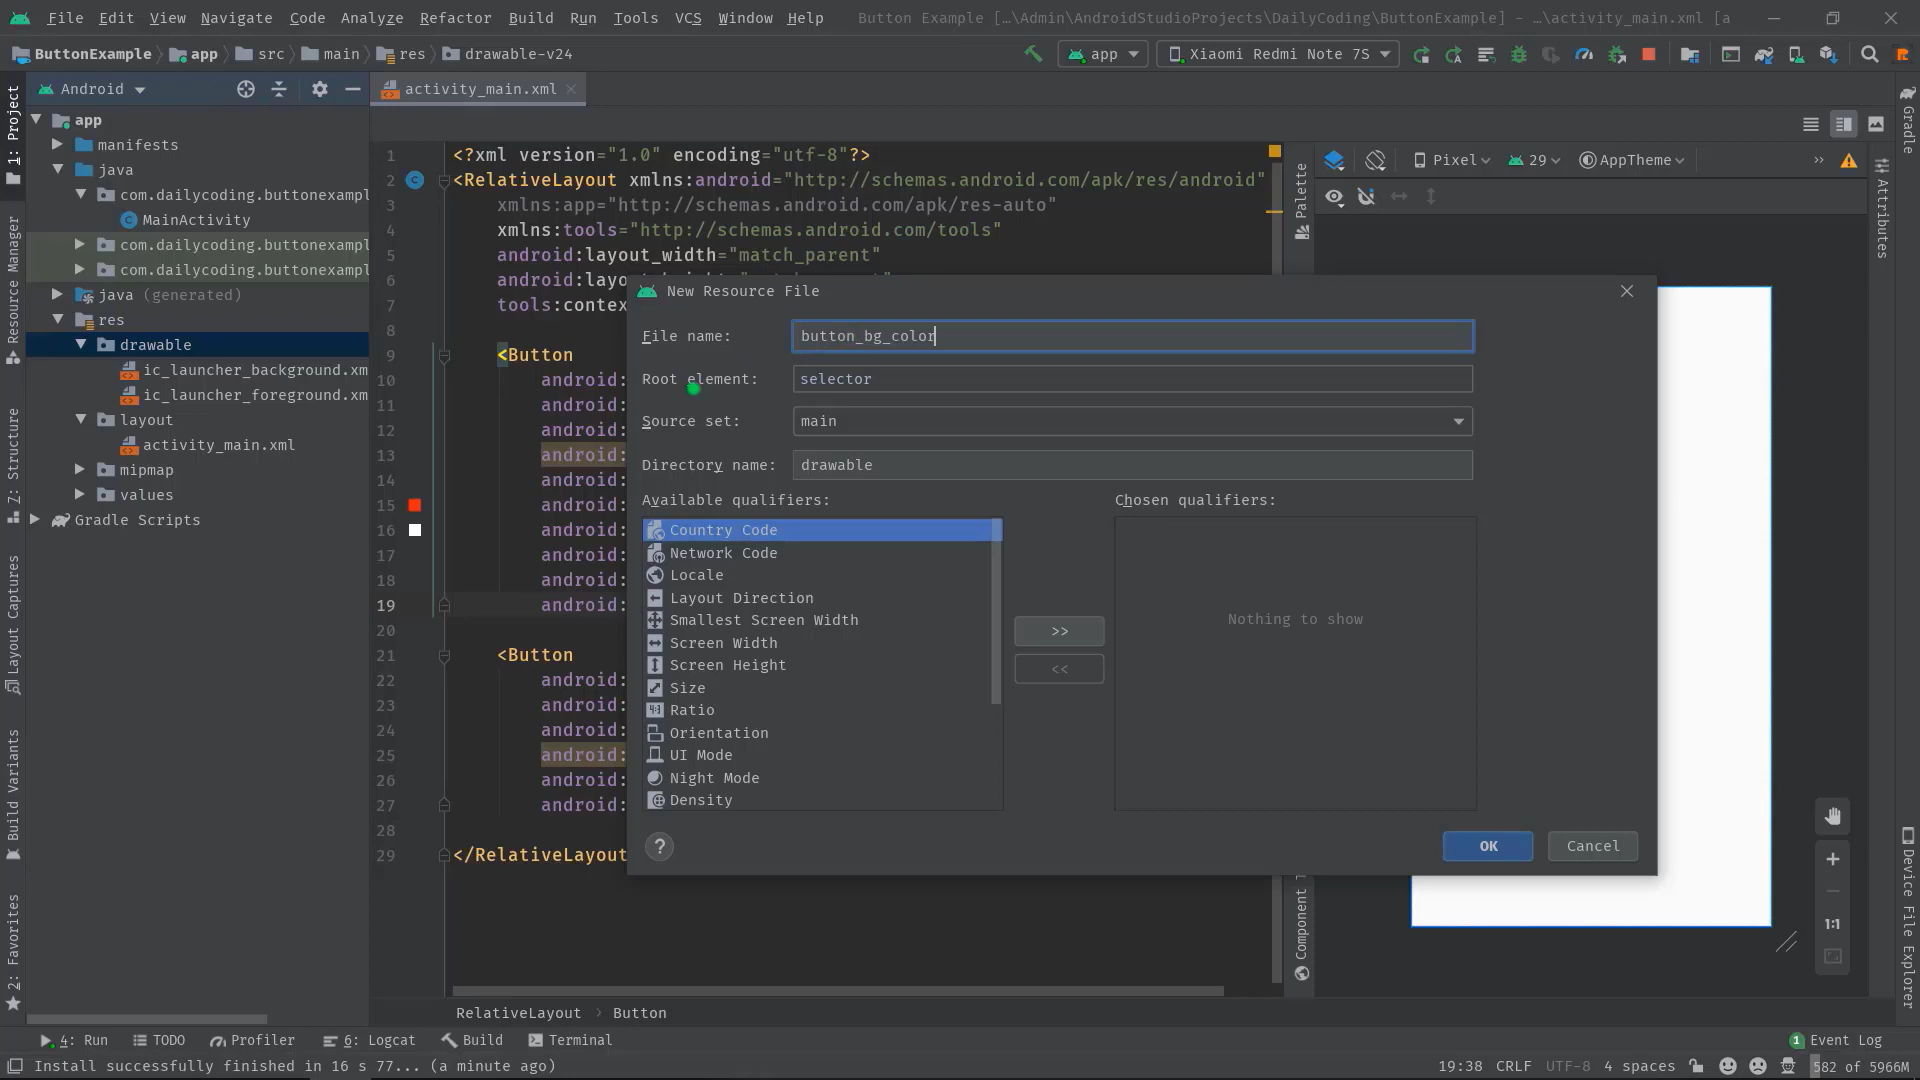 File Edit View Navigate Code Analyze Refactor Build Run Tools VCS Window Help Button Example [...\Admin\AndroidStudioProjects\DailyCoding\ButtonExample] - ...\activity_main.xml [a
ButtonExample app src main res drawable-v24 app Xiaomi Redmi Note 7S
Android activity_main.xml
1: Project
Resource Manager
7: Structure
Layout Captures
Build Variants
2: Favorites
app
manifests
java
com.dailycoding.buttonexampl
MainActivity
com.dailycoding.buttonexampl
com.dailycoding.buttonexampl
java (generated)
res
drawable
ic_launcher_background.xm
ic_launcher_foreground.xm
layout
activity_main.xml
mipmap
values
Gradle Scripts
1 <?xml version="1.0" encoding="utf-8"?>
2 <RelativeLayout xmlns:android="http://schemas.android.com/apk/res/android"
3 xmlns:app="http://schemas.android.com/apk/res-auto"
4 xmlns:tools="http://schemas.android.com/tools"
5 android:layout_width="match_parent"
6 android:layo
7 tools:contex
8
9 <Button
10 android:
11 android:
12 android:
13 android:
14 android:
15 android:
16 android:
17 android:
18 android:
19 android:
20
21 <Button
22 android:
23 android:
24 android:
25 android:
26 android:
27 android:
28
29 </RelativeLayout
New Resource File
File name: button_bg_color
Root element: selector
Source set: main
Directory name: drawable
Available qualifiers: Chosen qualifiers:
Country Code
Network Code
Locale
Layout Direction
Smallest Screen Width
Screen Width
Screen Height
Size
Ratio
Orientation
UI Mode
Night Mode
Density
>>
<<
Nothing to show
? OK Cancel
Palette
Pixel 29 AppTheme »
Component T
1:1
Gradle
Attributes
Device File Explorer
RelativeLayout › Button
4: Run TODO Profiler 6: Logcat Build Terminal 1 Event Log
Install successfully finished in 16 s 77... (a minute ago) 19:38 CRLF UTF-8 4 spaces 582 of 5966M